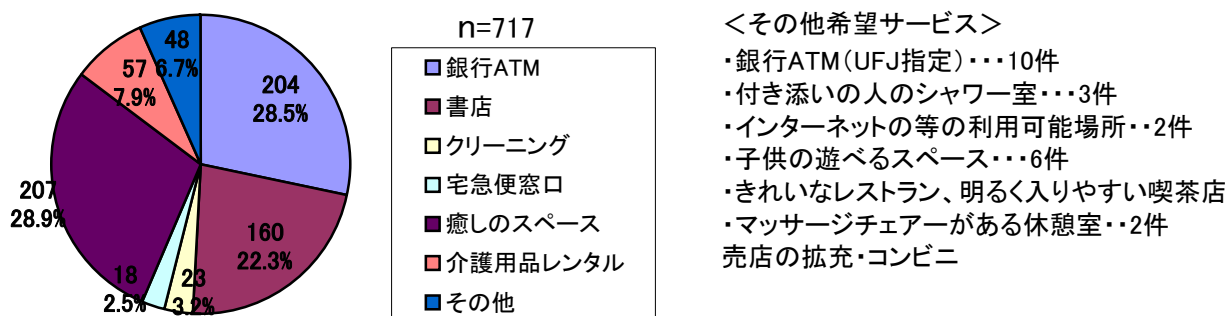 n=717
204
28.5%
160
22.3%
23
3.2%
18
2.5%
207
28.9%
57
7.9%
48
6.7%
銀行ATM
書店
クリーニング
宅急便窓口
癒しのスペース
介護用品レンタル
その他
＜その他希望サービス＞
・銀行ATM（UFJ指定）・・・10件
・付き添いの人のシャワー室・・・3件
・インターネットの等の利用可能場所・・2件
・子供の遊べるスペース・・・6件
・きれいなレストラン、明るく入りやすい喫茶店
・マッサージチェアーがある休憩室・・2件
売店の拡充・コンビニ